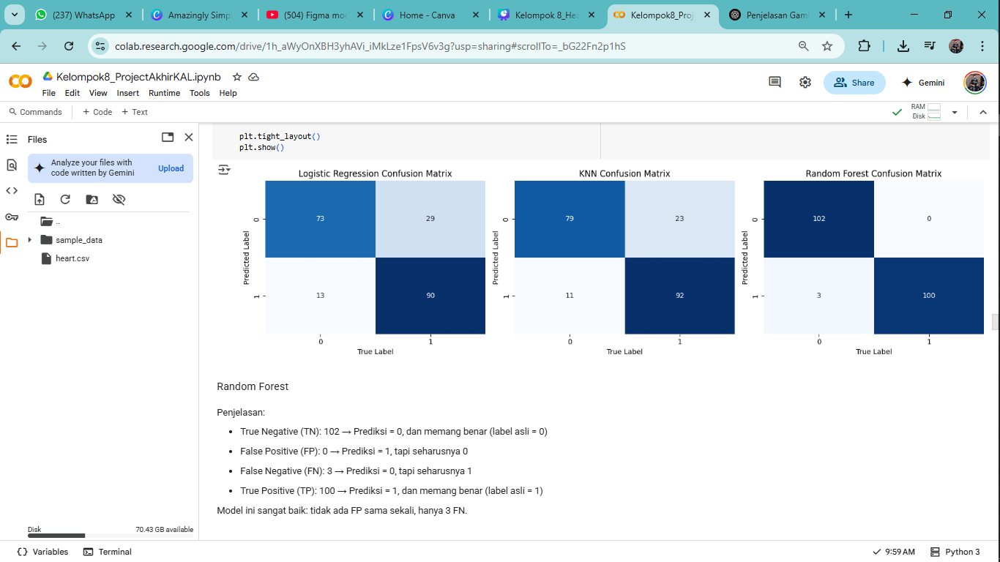 (237) WhatsApp
Amazingly Simpl
(504) Figma moc
Home - Canva
Kelompok 8_Hea
Kelompok8_Proj
Penjelasan Gam
colab.research.google.com/drive/1h_aWyOnXBH3yhAVi_iMkLze1FpsV6v3g?usp=sharing#scrollTo=_bG22Fn2p1hS
CO
Kelompok8_ProjectAkhirKAL.ipynb
File Edit View Insert Runtime Tools Help
Share
Gemini
Commands + Code + Text
RAM
Disk
Files
Analyze your files with
code written by Gemini
Upload
..
sample_data
heart.csv
Disk
70.43 GB available
plt.tight_layout()
plt.show()
Logistic Regression Confusion Matrix
Predicted Label
0
1
73
29
13
90
0
1
True Label
KNN Confusion Matrix
Predicted Label
0
1
79
23
11
92
0
1
True Label
Random Forest Confusion Matrix
Predicted Label
0
1
102
0
3
100
0
1
True Label
Random Forest
Penjelasan:
• True Negative (TN): 102 → Prediksi = 0, dan memang benar (label asli = 0)
• False Positive (FP): 0 → Prediksi = 1, tapi seharusnya 0
• False Negative (FN): 3 → Prediksi = 0, tapi seharusnya 1
• True Positive (TP): 100 → Prediksi = 1, dan memang benar (label asli = 1)
Model ini sangat baik: tidak ada FP sama sekali, hanya 3 FN.
{} Variables
Terminal
9:59 AM
Python 3